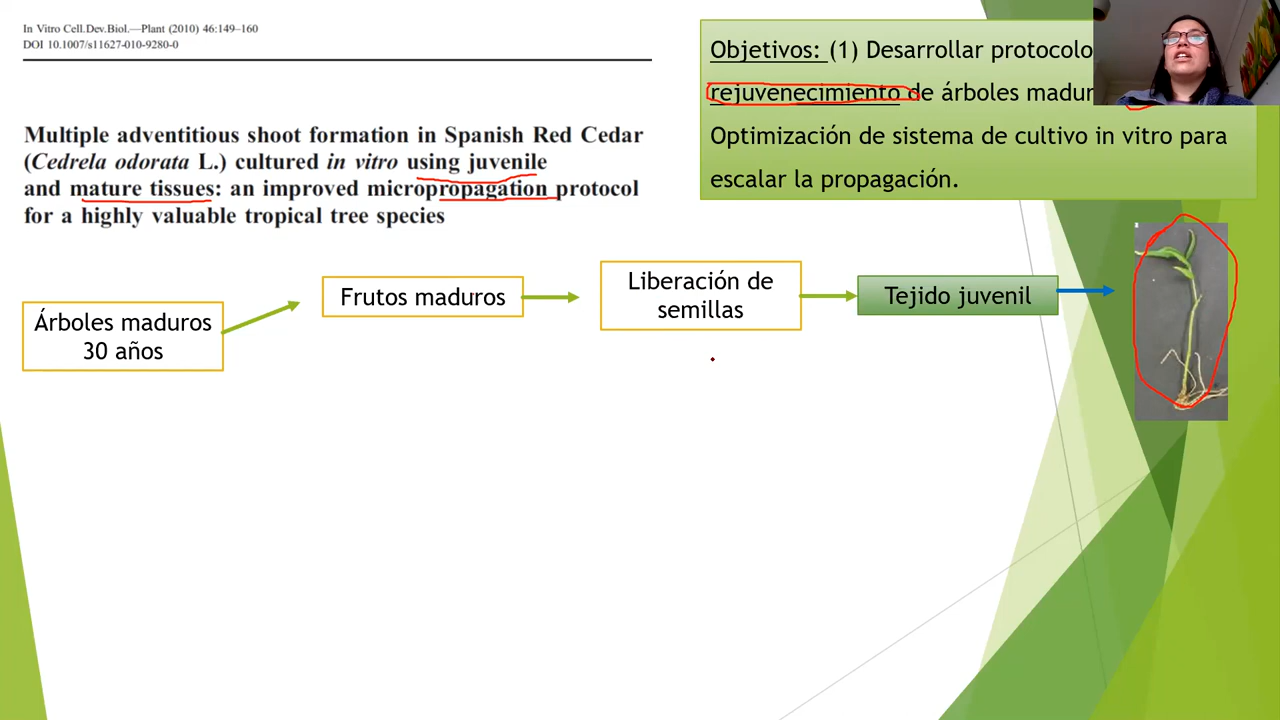 In Vitro Cell.Dev.Biol.—Plant (2010) 46:149–160
DOI 10.1007/s11627-010-9280-0
Multiple adventitious shoot formation in Spanish Red Cedar
(Cedrela odorata L.) cultured in vitro using juvenile
and mature tissues: an improved micropropagation protocol
for a highly valuable tropical tree species
Objetivos: (1) Desarrollar protocolo
rejuvenecimiento de árboles madur
Optimización de sistema de cultivo in vitro para
escalar la propagación.
Árboles maduros
30 años
Frutos maduros
Liberación de
semillas
Tejido juvenil